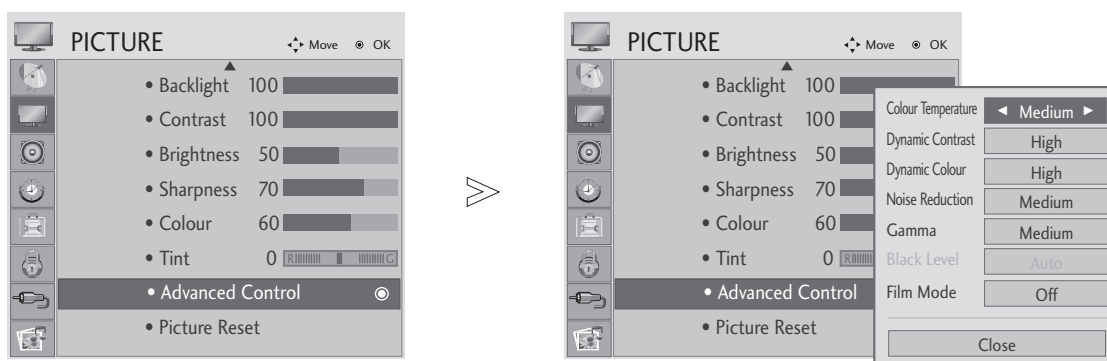 PICTURE Move OK
• Backlight 100
• Contrast 100
• Brightness 50
• Sharpness 70
• Colour 60
• Tint 0 R G
• Advanced Control
• Picture Reset
PICTURE Move OK
• Backlight 100
• Contrast 100
• Brightness 50
• Sharpness 70
• Colour 60
• Tint 0 R
• Advanced Control
• Picture Reset
Colour Temperature ◄ Medium ►
Dynamic Contrast High
Dynamic Colour High
Noise Reduction Medium
Gamma Medium
Black Level Auto
Film Mode Off
Close